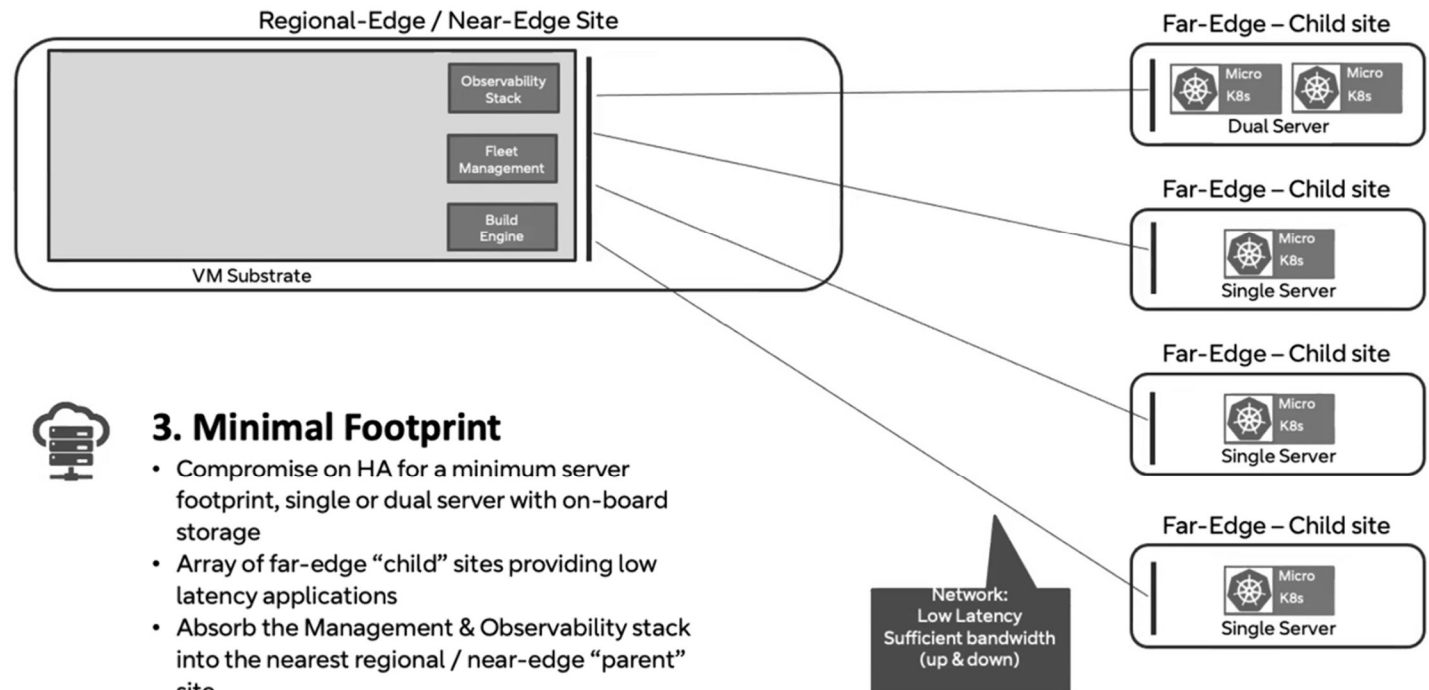 Regional-Edge / Near-Edge Site
Observability
Stack
Fleet
Management
Build
Engine
VM Substrate
Far-Edge – Child site
Micro
K8s
Micro
K8s
Dual Server
Far-Edge – Child site
Micro
K8s
Single Server
Far-Edge – Child site
Micro
K8s
Single Server
Far-Edge – Child site
Micro
K8s
Single Server
Network:
Low Latency
Sufficient bandwidth
(up & down)
3. Minimal Footprint
• Compromise on HA for a minimum server
footprint, single or dual server with on-board
storage
• Array of far-edge “child” sites providing low
latency applications
• Absorb the Management & Observability stack
into the nearest regional / near-edge “parent”
site